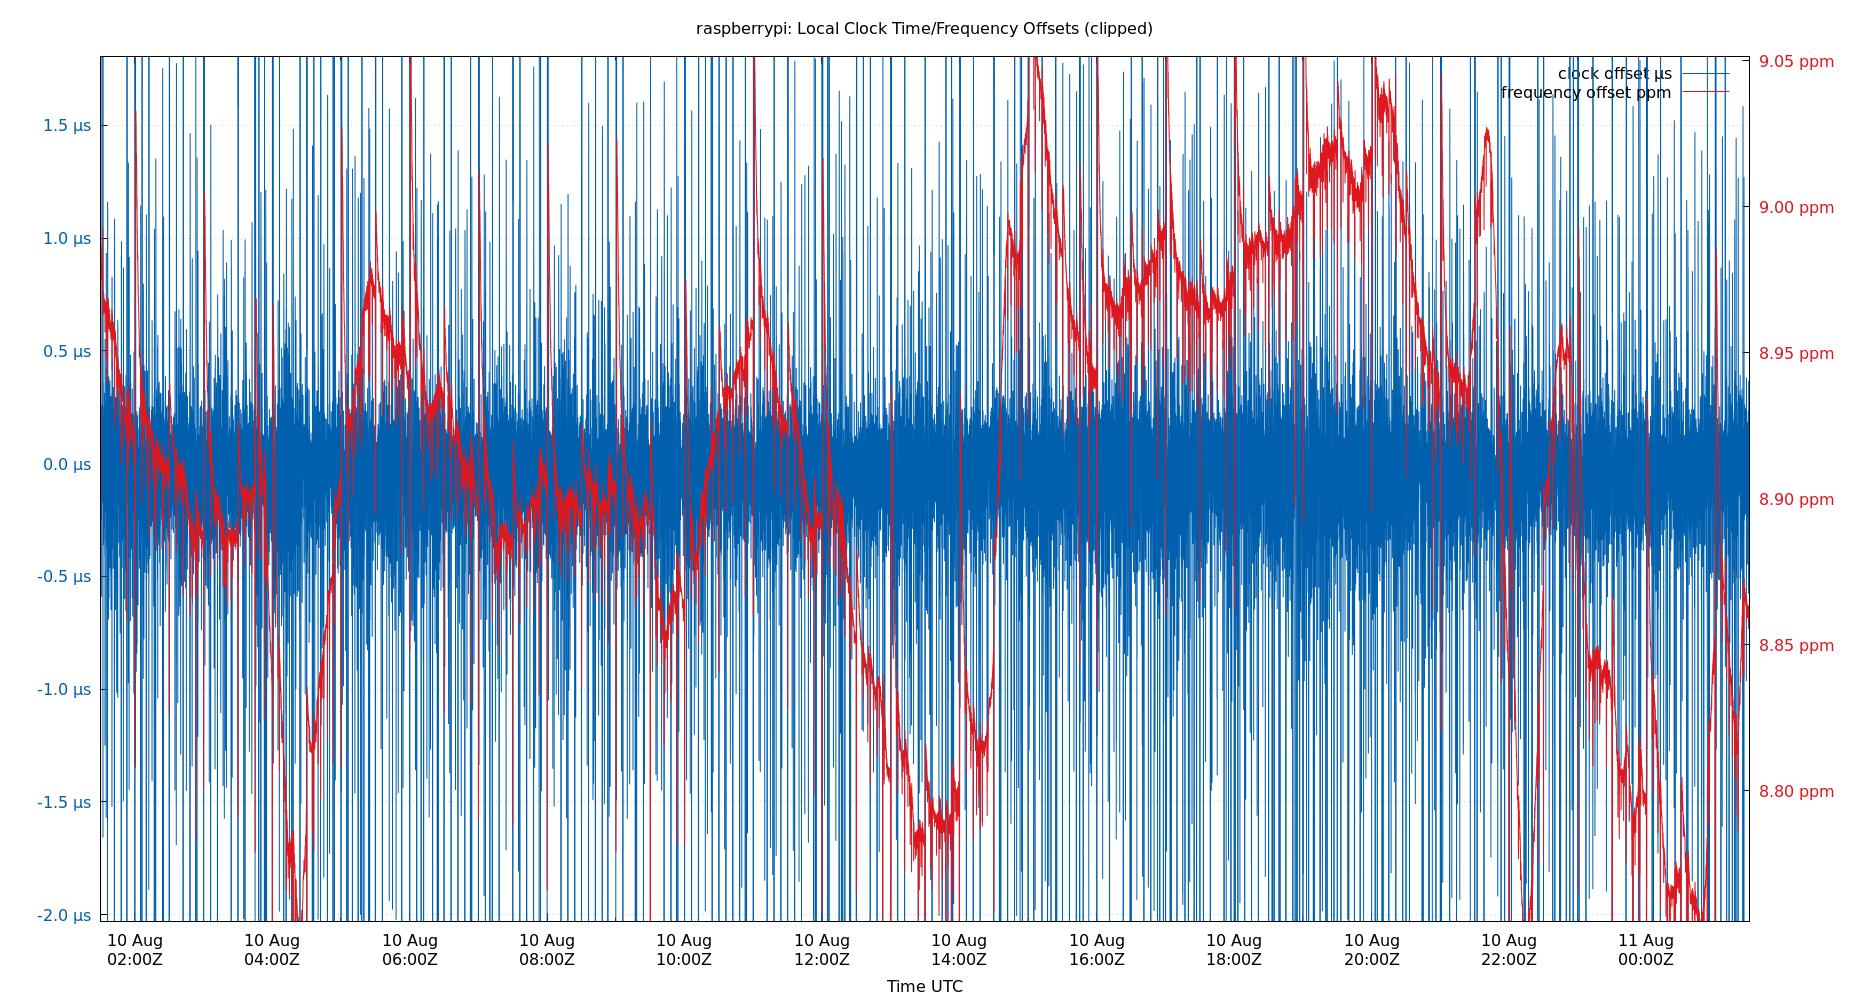 raspberrypi: Local Clock Time/Frequency Offsets (clipped)
clock offset µs
frequency offset ppm
1.5 µs
1.0 µs
0.5 µs
0.0 µs
-0.5 µs
-1.0 µs
-1.5 µs
-2.0 µs
9.05 ppm
9.00 ppm
8.95 ppm
8.90 ppm
8.85 ppm
8.80 ppm
10 Aug 10 Aug 10 Aug 10 Aug 10 Aug 10 Aug 10 Aug 10 Aug 10 Aug 10 Aug 10 Aug 11 Aug
02:00Z 04:00Z 06:00Z 08:00Z 10:00Z 12:00Z 14:00Z 16:00Z 18:00Z 20:00Z 22:00Z 00:00Z
Time UTC